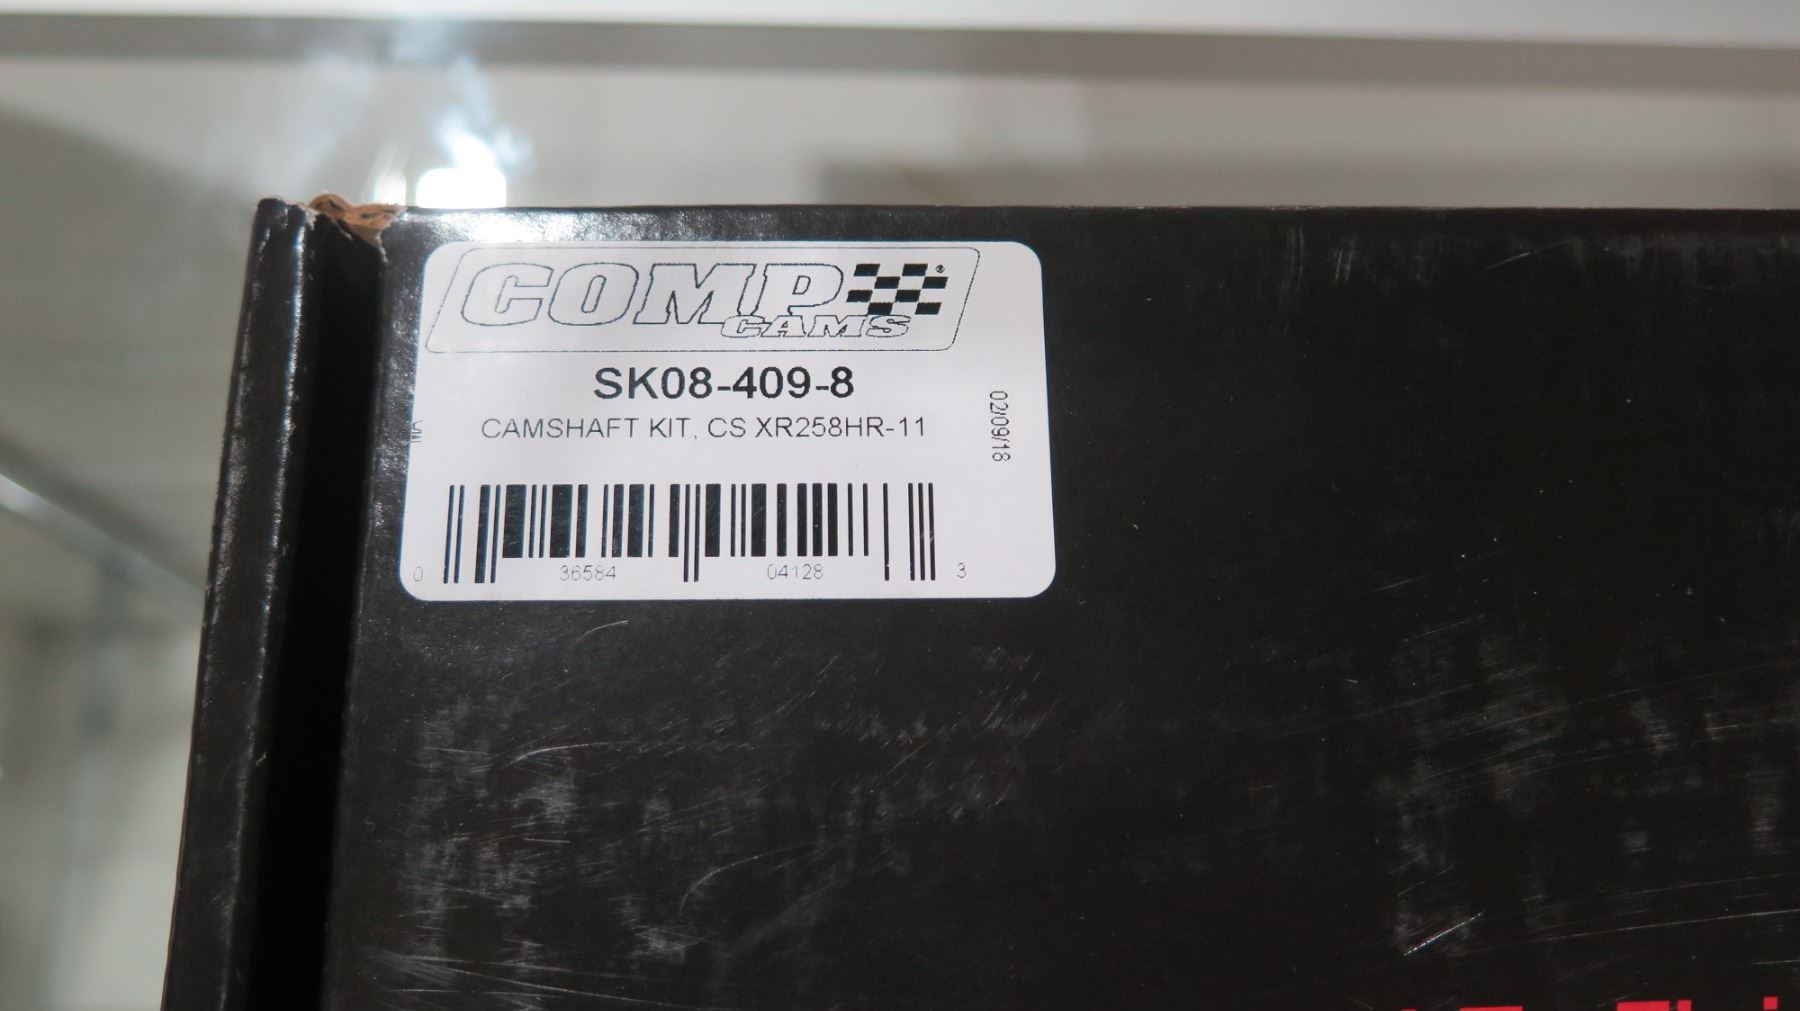 COMP
CAMS®
SK08-409-8
CAMSHAFT KIT, CS XR258HR-11
02/09/18
0 36584 04128 3